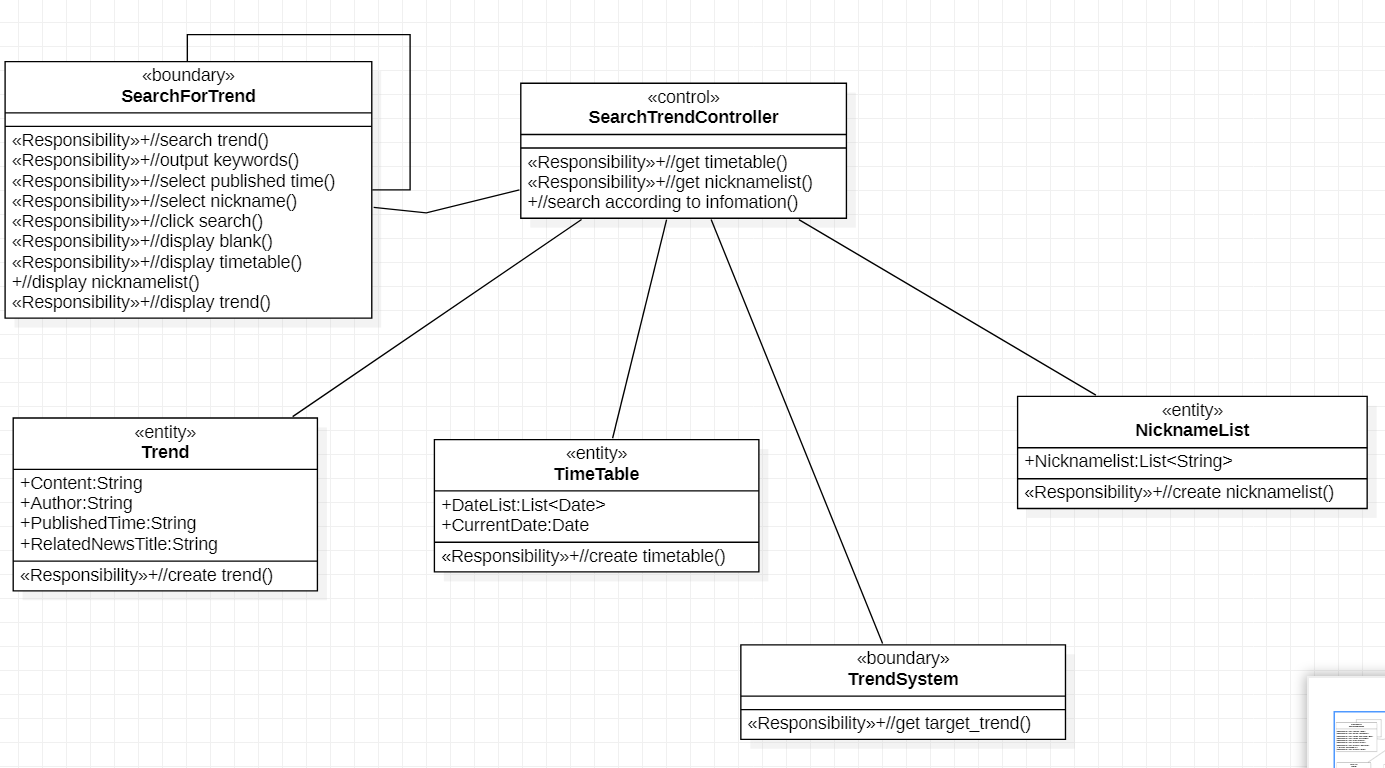 «boundary»
SearchForTrend
«Responsibility»+//search trend()
«Responsibility»+//output keywords()
«Responsibility»+//select published time()
«Responsibility»+//select nickname()
«Responsibility»+//click search()
«Responsibility»+//display blank()
«Responsibility»+//display timetable()
+//display nicknamelist()
«Responsibility»+//display trend()
«control»
SearchTrendController
«Responsibility»+//get timetable()
«Responsibility»+//get nicknamelist()
+//search according to infomation()
«entity»
Trend
+Content:String
+Author:String
+PublishedTime:String
+RelatedNewsTitle:String
«Responsibility»+//create trend()
«entity»
TimeTable
+DateList:List<Date>
+CurrentDate:Date
«Responsibility»+//create timetable()
«entity»
NicknameList
+Nicknamelist:List<String>
«Responsibility»+//create nicknamelist()
«boundary»
TrendSystem
«Responsibility»+//get target_trend()